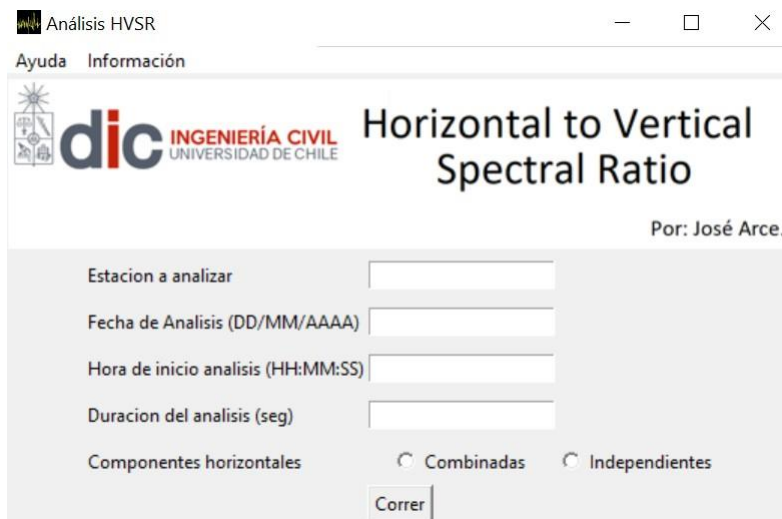 Análisis HVSR
Ayuda Información
dic INGENIERÍA CIVIL
UNIVERSIDAD DE CHILE
Horizontal to Vertical
Spectral Ratio
Por: José Arce.
Estacion a analizar
Fecha de Analisis (DD/MM/AAAA)
Hora de inicio analisis (HH:MM:SS)
Duracion del analisis (seg)
Componentes horizontales Combinadas Independientes
Correr